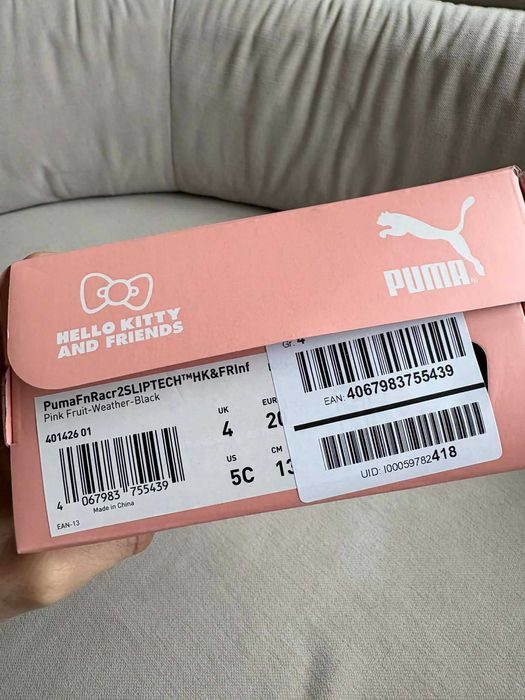 PUMA
HELLO KITTY
AND FRIENDS
PumaFnRacr2SLIPTECH™HK&FRInf
Pink Fruit-Weather-Black
401426 01
UK
4
EUR
US
5C
CM
4 067983 755439
Made in China
EAN-13
Gr. 4
EAN: 4067983755439
UID: I00059782418